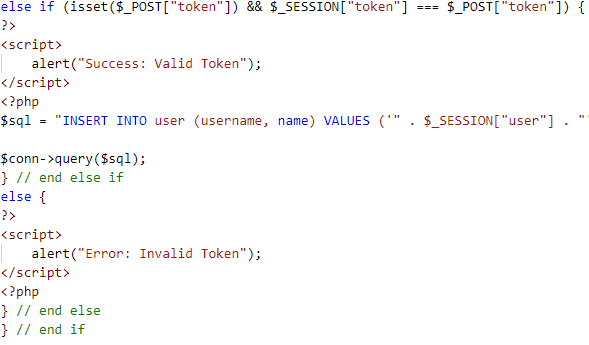 else if (isset($_POST["token"]) && $_SESSION["token"] === $_POST["token"]) {
?>
<script>
alert("Success: Valid Token");
</script>
<?php
$sql = "INSERT INTO user (username, name) VALUES ('" . $_SESSION["user"] . "'
$conn->query($sql);
} // end else if
else {
?>
<script>
alert("Error: Invalid Token");
</script>
<?php
} // end else
} // end if